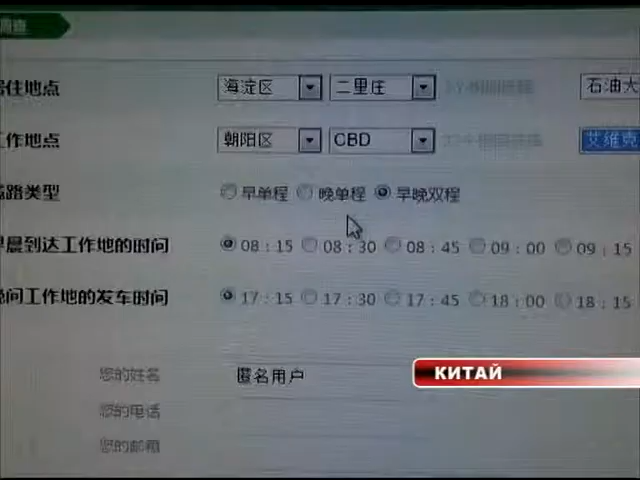 调查
居住地点 海淀区 二里庄 石油大
工作地点 朝阳区 CBD 艾维克
线路类型 早单程 晚单程 早晚双程
早晨到达工作地的时间 08:15 08:30 08:45 09:00 09:15
晚间工作地的发车时间 17:15 17:30 17:45 18:00 18:15
您的姓名 匿名用户
КИТАЙ
您的电话
您的邮箱